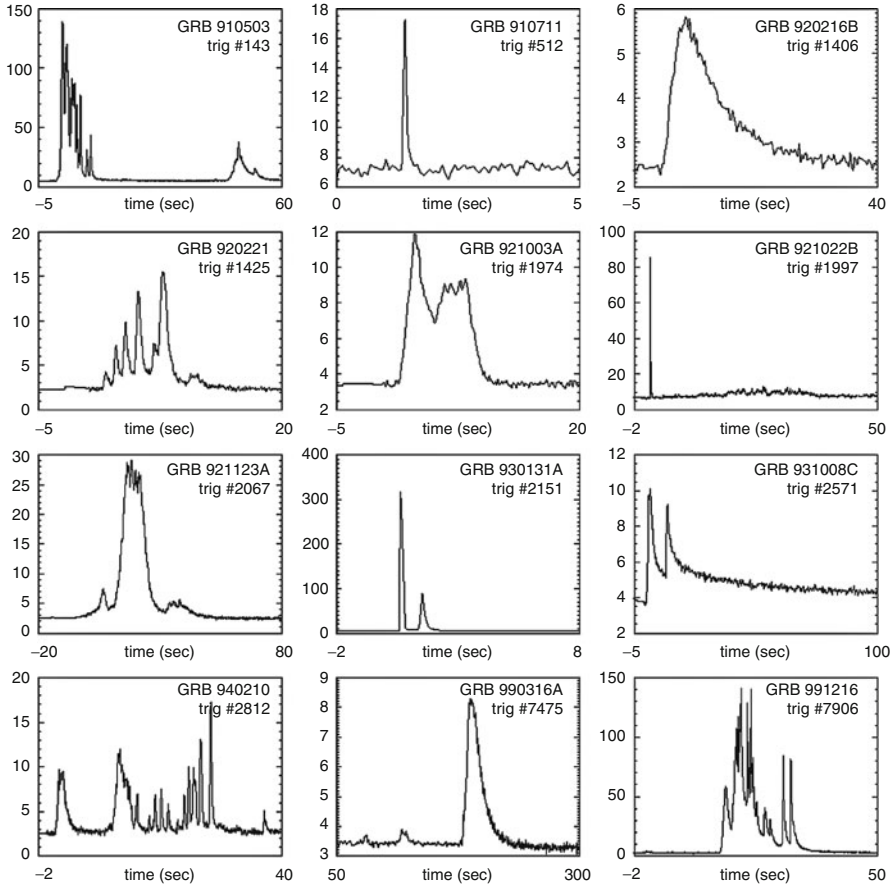 GRB 910503
trig #143
150
100
50
0
−5
time (sec)
60
GRB 910711
trig #512
18
16
14
12
10
8
6
0
time (sec)
5
GRB 920216B
trig #1406
6
5
4
3
2
−5
time (sec)
40
GRB 920221
trig #1425
20
15
10
5
0
−5
time (sec)
20
GRB 921003A
trig #1974
12
10
8
6
4
2
−5
time (sec)
20
GRB 921022B
trig #1997
100
80
60
40
20
0
−2
time (sec)
50
GRB 921123A
trig #2067
30
25
20
15
10
5
0
−20
time (sec)
80
GRB 930131A
trig #2151
400
300
200
100
0
−2
time (sec)
8
GRB 931008C
trig #2571
12
10
8
6
4
2
−5
time (sec)
100
GRB 940210
trig #2812
20
15
10
5
0
−2
time (sec)
40
GRB 990316A
trig #7475
9
8
7
6
5
4
3
50
time (sec)
300
GRB 991216
trig #7906
150
100
50
0
−2
time (sec)
50